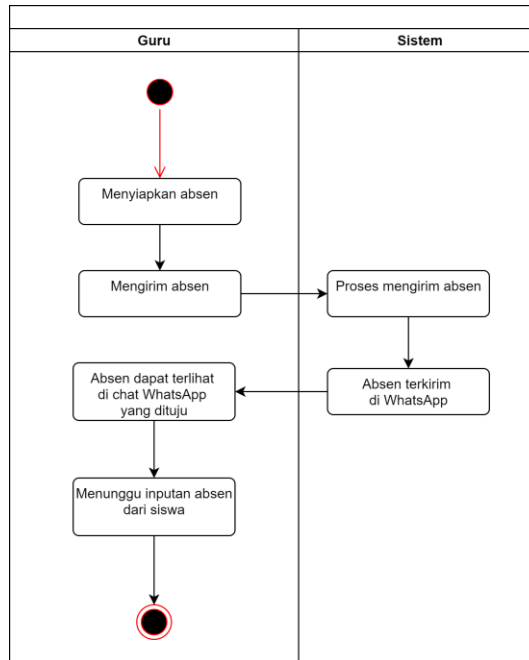 Guru
Sistem
Menyiapkan absen
Mengirim absen
Proses mengirim absen
Absen terkirim
di WhatsApp
Absen dapat terlihat
di chat WhatsApp
yang dituju
Menunggu inputan absen
dari siswa